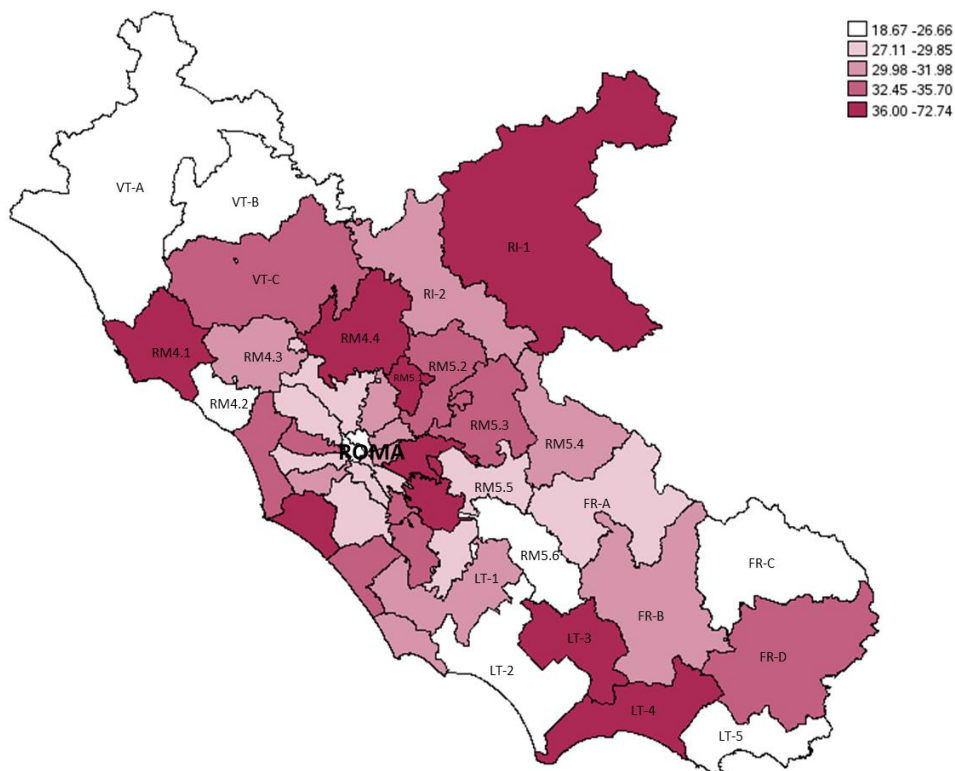 18.67 -26.66
27.11 -29.85
29.98 -31.98
32.45 -35.70
36.00 -72.74
VT-A
VT-B
RI-1
VT-C
RI-2
RM4.1
RM4.3
RM4.4
RM5.2
RM5.1
RM4.2
RM5.3
RM5.4
ROMA
RM5.5
FR-A
RM5.6
FR-C
LT-1
FR-B
LT-3
FR-D
LT-2
LT-4
LT-5